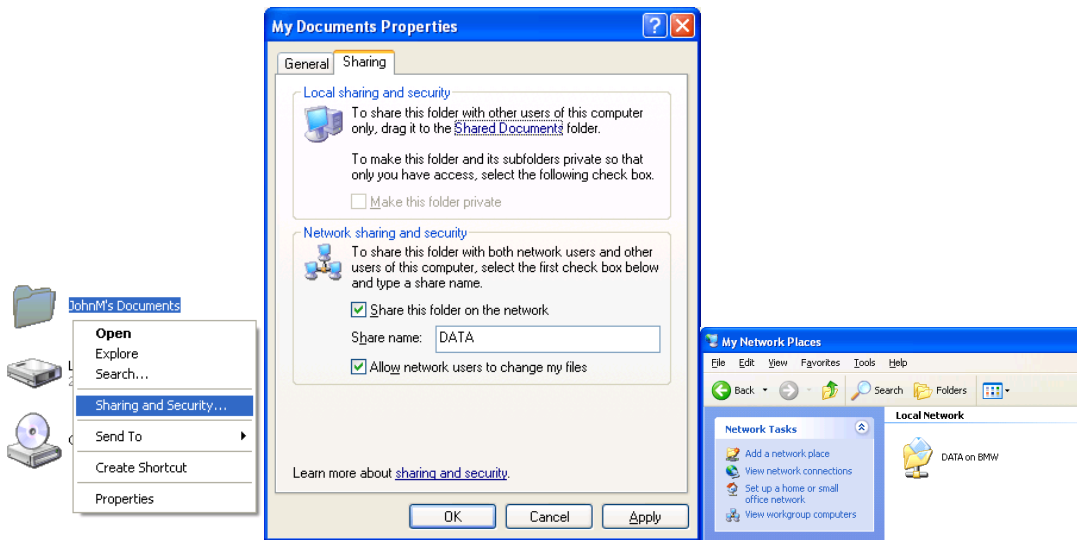 JohnM's Documents
L
2
Open
Explore
Search...
Sharing and Security...
Send To
Create Shortcut
Properties
My Documents Properties
General
Sharing
Local sharing and security
To share this folder with other users of this computer
only, drag it to the Shared Documents folder.
To make this folder and its subfolders private so that
only you have access, select the following check box.
Make this folder private
Network sharing and security
To share this folder with both network users and other
users of this computer, select the first check box below
and type a share name.
Share this folder on the network
Share name: DATA
Allow network users to change my files
Learn more about sharing and security.
OK Cancel Apply
My Network Places
File Edit View Favorites Tools Help
Back Search Folders
Network Tasks
Add a network place
View network connections
Set up a home or small
office network
View workgroup computers
Local Network
DATA on BMW